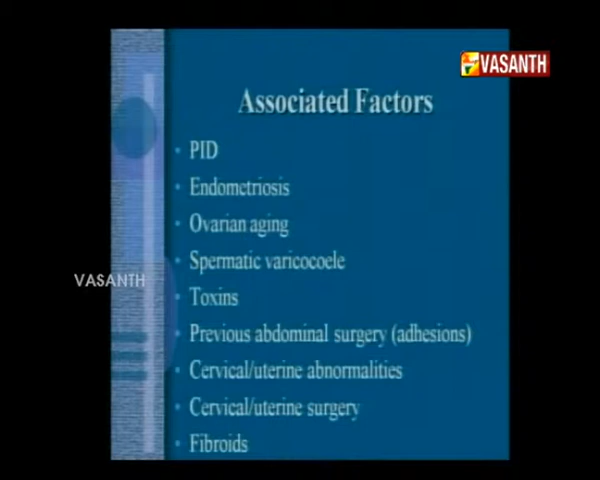 VASANTH
Associated Factors
• PID
• Endometriosis
• Ovarian aging
• Spermatic varicocoele
VASANTH
• Toxins
• Previous abdominal surgery (adhesions)
• Cervical/uterine abnormalities
• Cervical/uterine surgery
• Fibroids